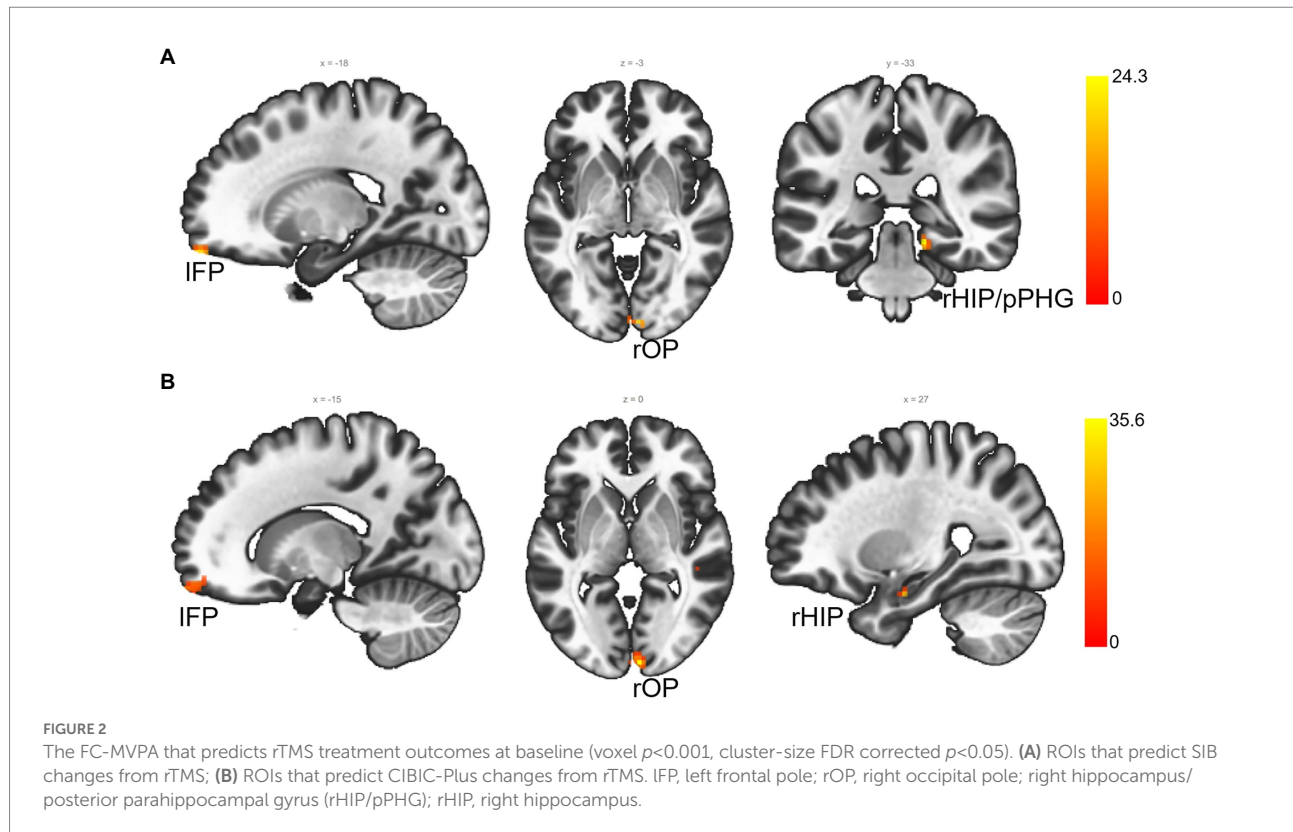 A
x = -18
z = -3
y = -33
24.3
lFP
rOP
rHIP/pPHG
0
B
x = -15
z = 0
x = 27
35.6
lFP
rOP
rHIP
0
FIGURE 2
The FC-MVPA that predicts rTMS treatment outcomes at baseline (voxel p<0.001, cluster-size FDR corrected p<0.05). (A) ROIs that predict SIB
changes from rTMS; (B) ROIs that predict CIBIC-Plus changes from rTMS. lFP, left frontal pole; rOP, right occipital pole; right hippocampus/
posterior parahippocampal gyrus (rHIP/pPHG); rHIP, right hippocampus.